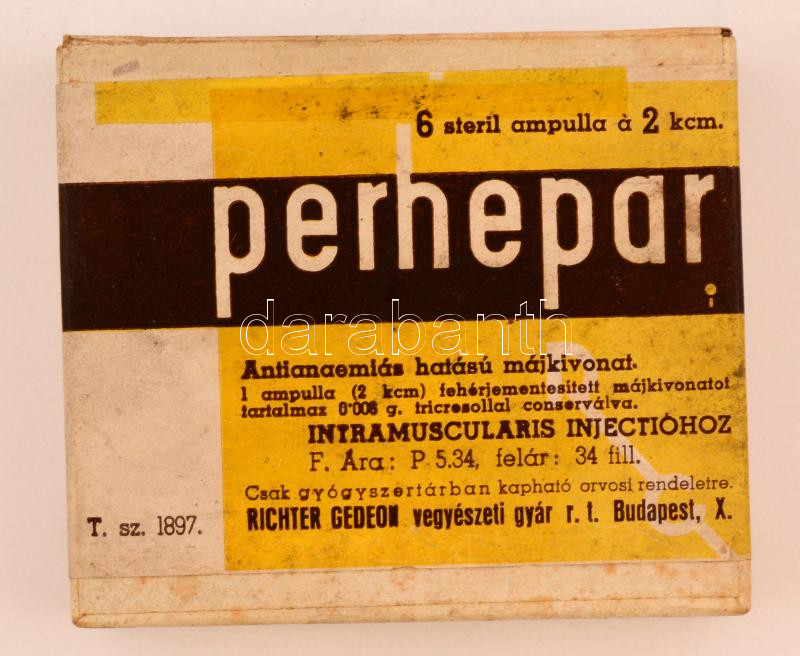 6 steril ampulla à 2 kcm.
perhepar
darabanth
Antianaemiás hatású májkivonat.
1 ampulla (2 kcm) fehérjementesített májkivonatot
tartalmaz 0·006 g. tricresollal conserválva.
INTRAMUSCULARIS INJECTIÓHOZ
F. Ára: P 5.34, felár: 34 fill.
Csak gyógyszertárban kapható orvosi rendeletre.
T. sz. 1897.
RICHTER GEDEON vegyészeti gyár r. t. Budapest, X.